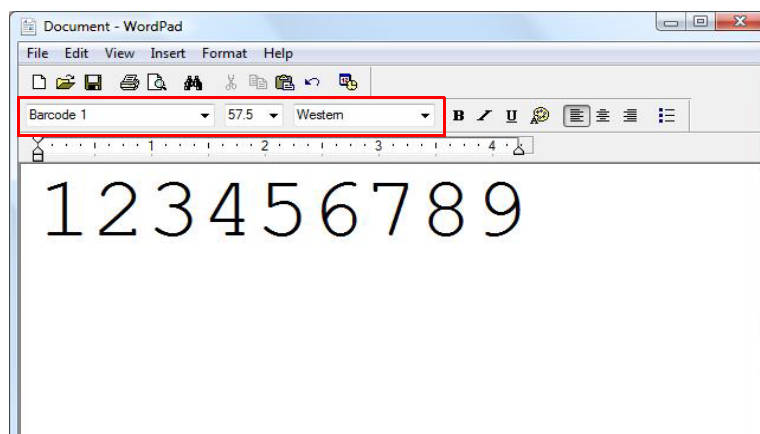 Document - WordPad
File Edit View Insert Format Help
Barcode 1 57.5 Western B I U
1 2 3 4
123456789